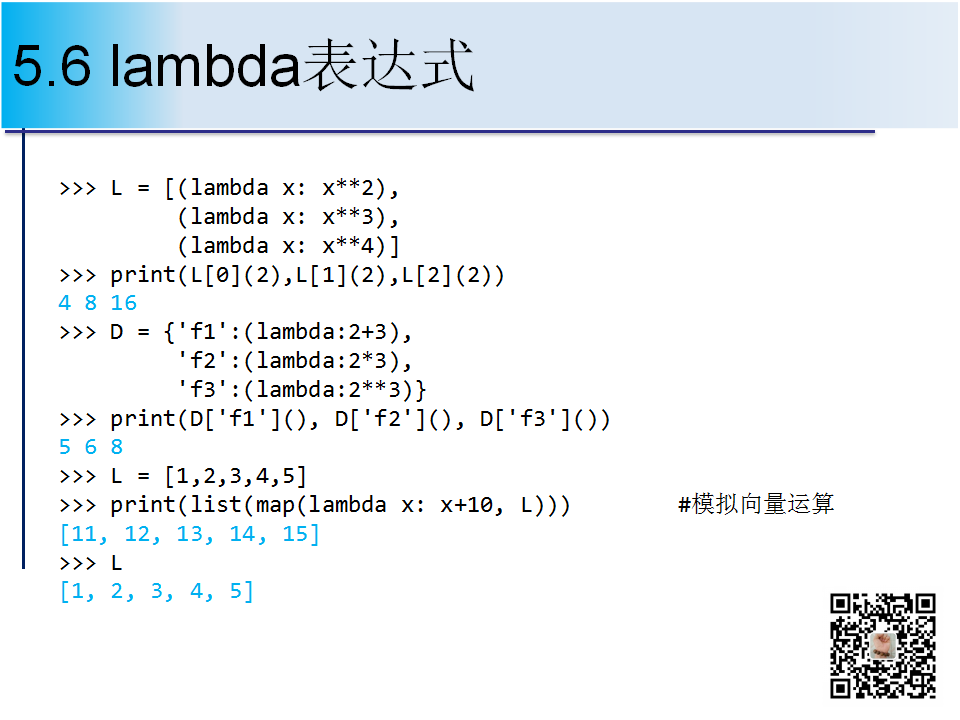 5.6 lambda表达式
>>> L = [(lambda x: x**2),
         (lambda x: x**3),
         (lambda x: x**4)]
>>> print(L[0](2),L[1](2),L[2](2))
4 8 16
>>> D = {'f1':(lambda:2+3),
         'f2':(lambda:2*3),
         'f3':(lambda:2**3)}
>>> print(D['f1'](), D['f2'](), D['f3']())
5 6 8
>>> L = [1,2,3,4,5]
>>> print(list(map(lambda x: x+10, L)))        #模拟向量运算
[11, 12, 13, 14, 15]
>>> L
[1, 2, 3, 4, 5]